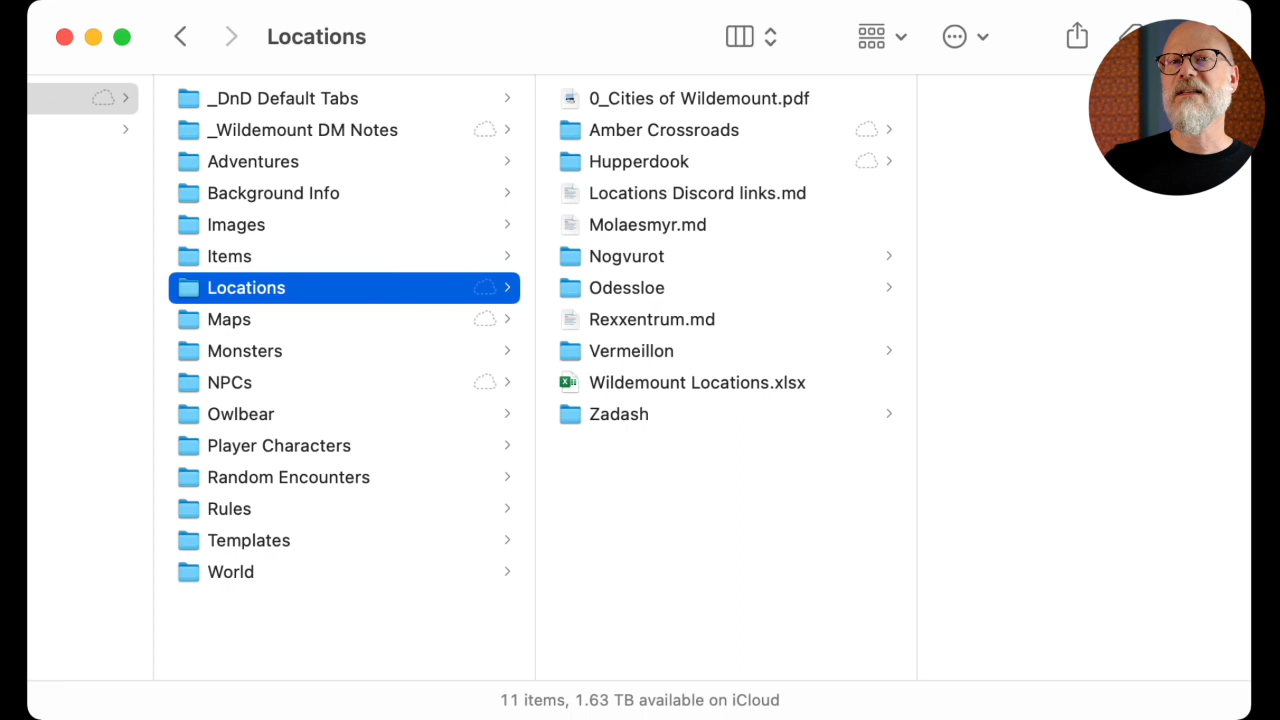 Locations
_DnD Default Tabs
_Wildemount DM Notes
Adventures
Background Info
Images
Items
Locations
Maps
Monsters
NPCs
Owlbear
Player Characters
Random Encounters
Rules
Templates
World
0_Cities of Wildemount.pdf
Amber Crossroads
Hupperdook
Locations Discord links.md
Molaesmyr.md
Nogvurot
Odessloe
Rexxentrum.md
Vermeillon
Wildemount Locations.xlsx
Zadash
11 items, 1.63 TB available on iCloud